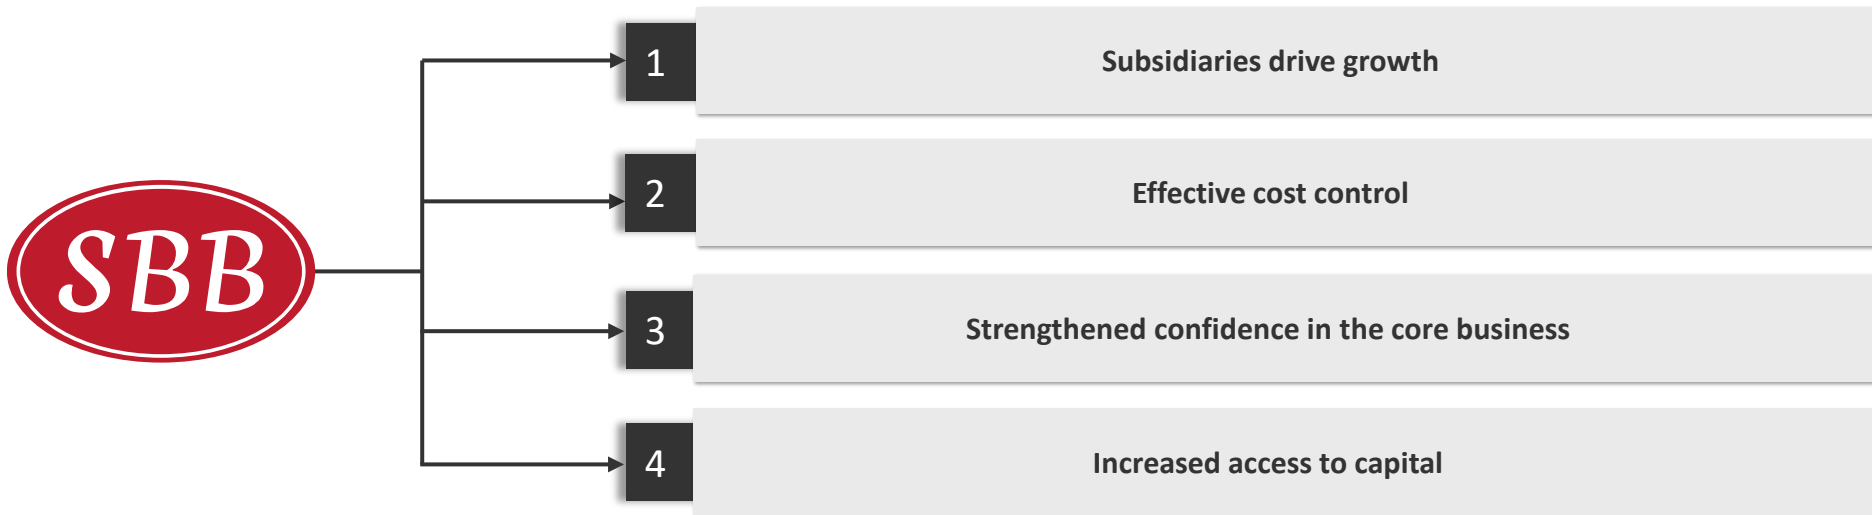 SBB
1
Subsidiaries drive growth
2
Effective cost control
3
Strengthened confidence in the core business
4
Increased access to capital